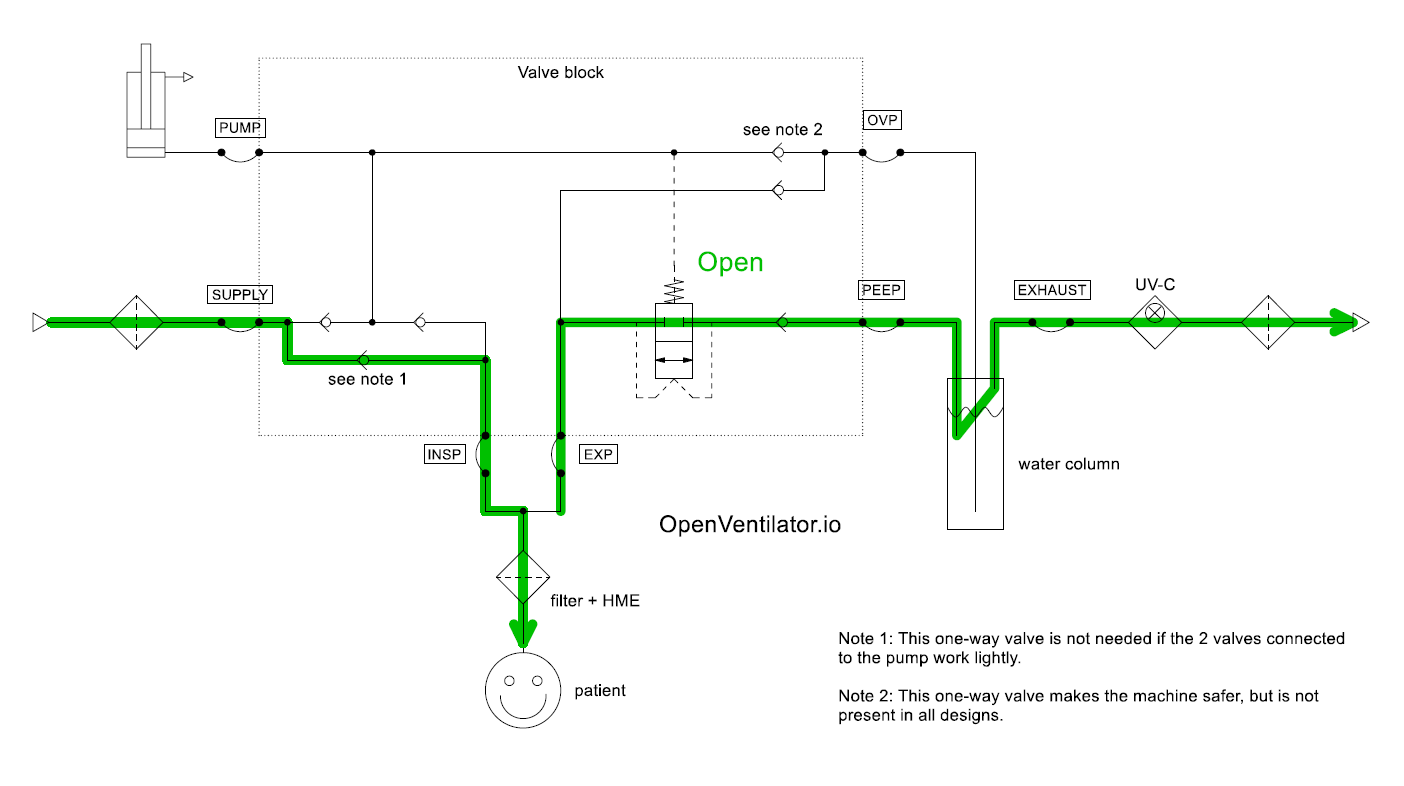 Valve block
PUMP
see note 2
OVP
Open
SUPPLY
PEEP
EXHAUST
UV-C
see note 1
INSP
EXP
water column
OpenVentilator.io
filter + HME
patient
Note 1: This one-way valve is not needed if the 2 valves connected
to the pump work lightly.
Note 2: This one-way valve makes the machine safer, but is not
present in all designs.